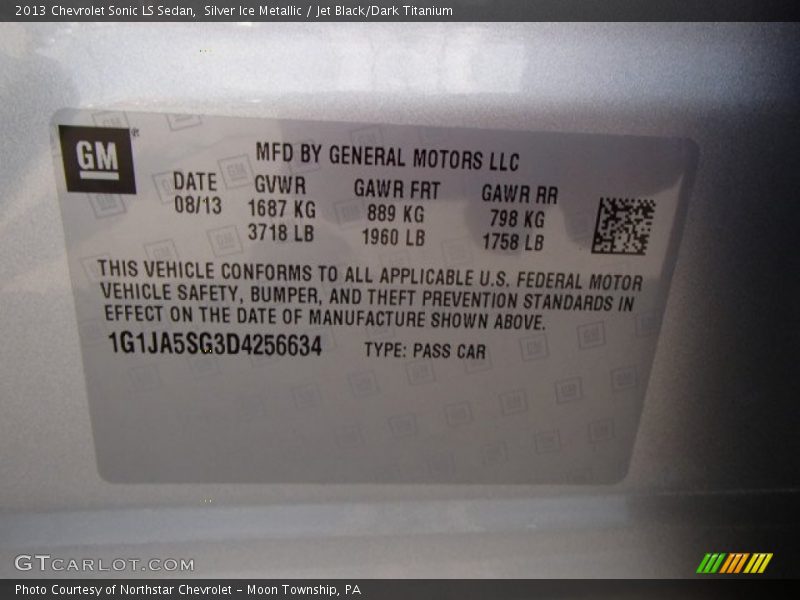 2013 Chevrolet Sonic LS Sedan, Silver Ice Metallic / Jet Black/Dark Titanium
GM
MFD BY GENERAL MOTORS LLC
DATE GVWR GAWR FRT GAWR RR
08/13 1687 KG 889 KG 798 KG
3718 LB 1960 LB 1758 LB
THIS VEHICLE CONFORMS TO ALL APPLICABLE U.S. FEDERAL MOTOR
VEHICLE SAFETY, BUMPER, AND THEFT PREVENTION STANDARDS IN
EFFECT ON THE DATE OF MANUFACTURE SHOWN ABOVE.
1G1JA5SG3D4256634 TYPE: PASS CAR
GTCARLOT.COM
Photo Courtesy of Northstar Chevrolet - Moon Township, PA